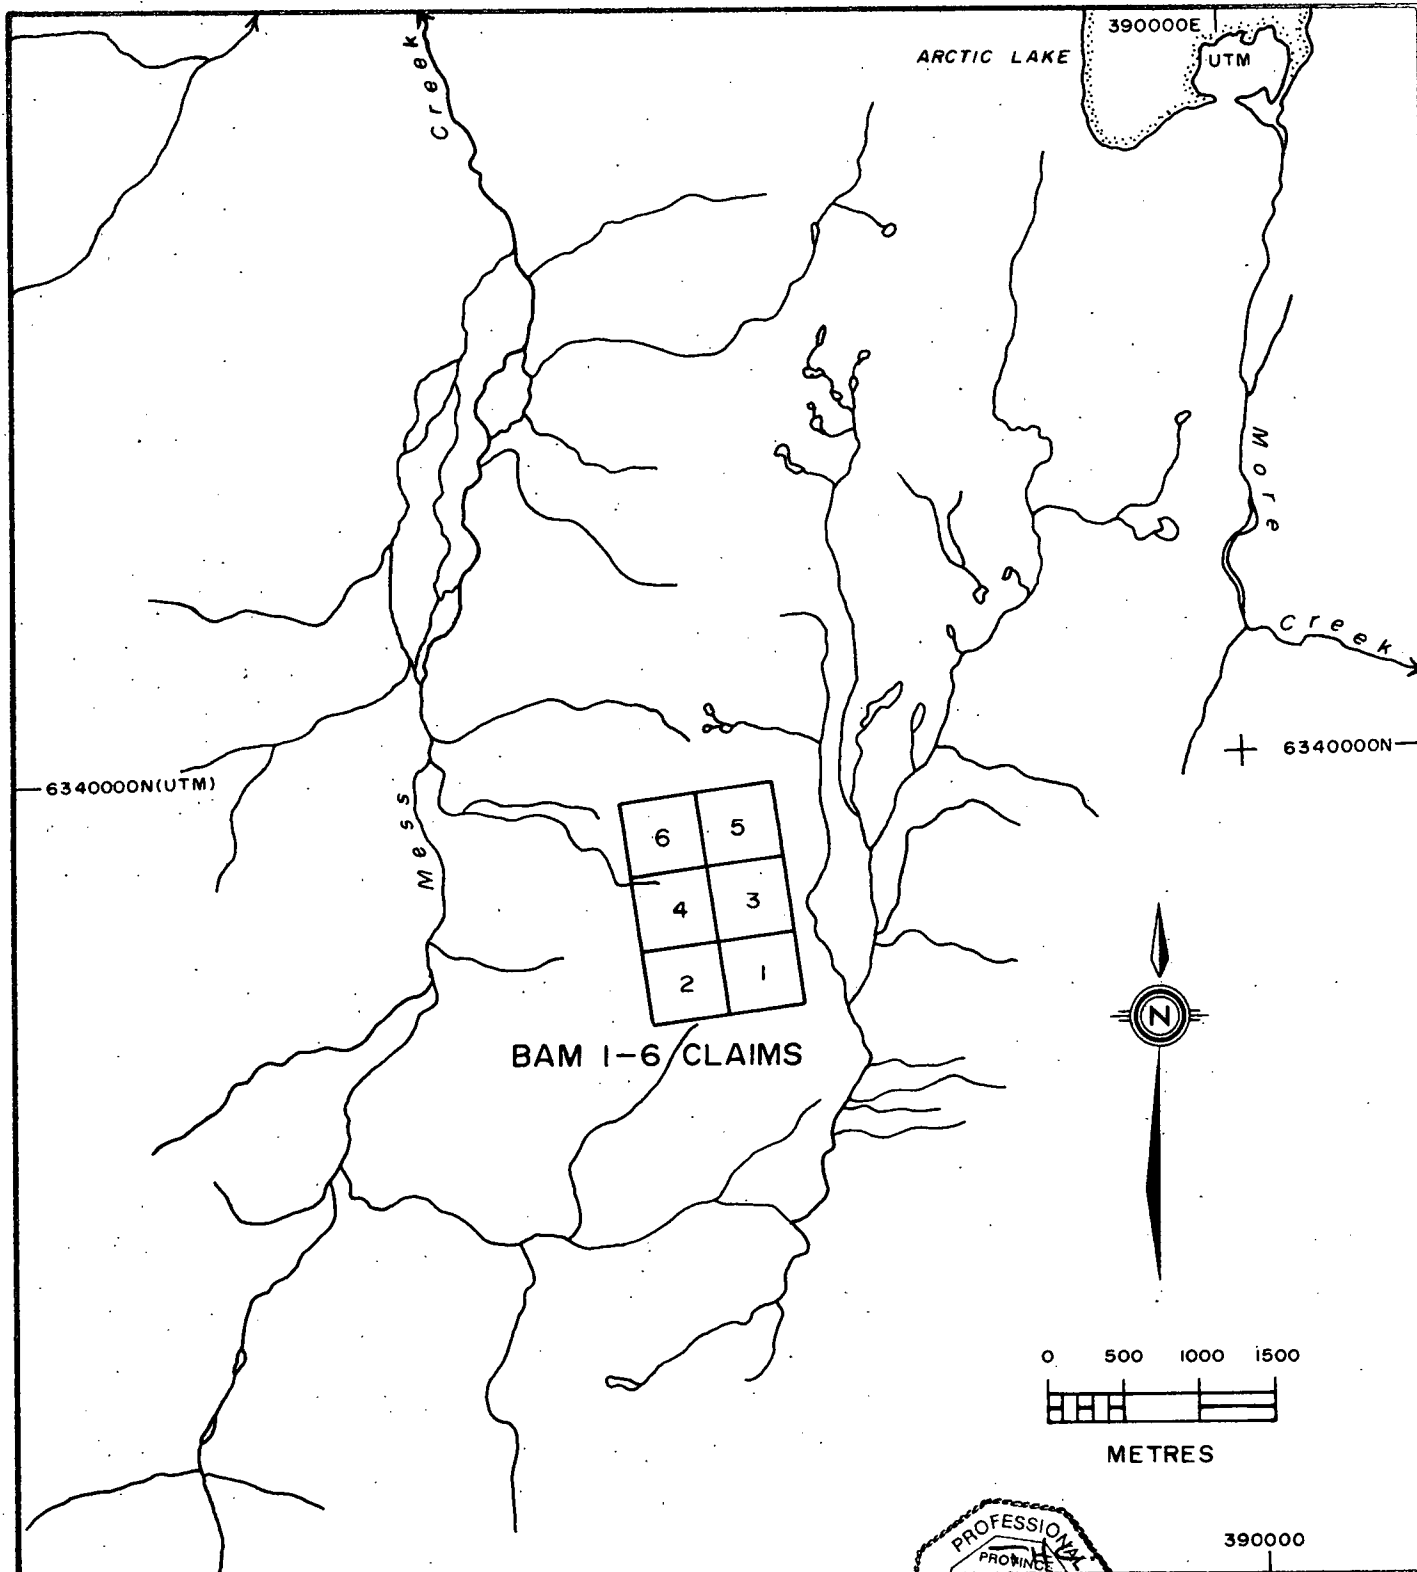 390000E
UTM
ARCTIC LAKE
Creek
More
Creek
6340000N
6340000N(UTM)
Mess
6 5
4 3
2 1
BAM 1-6 CLAIMS
N
0 500 1000 1500
METRES
PROFESSIONAL
PROVINCE
390000